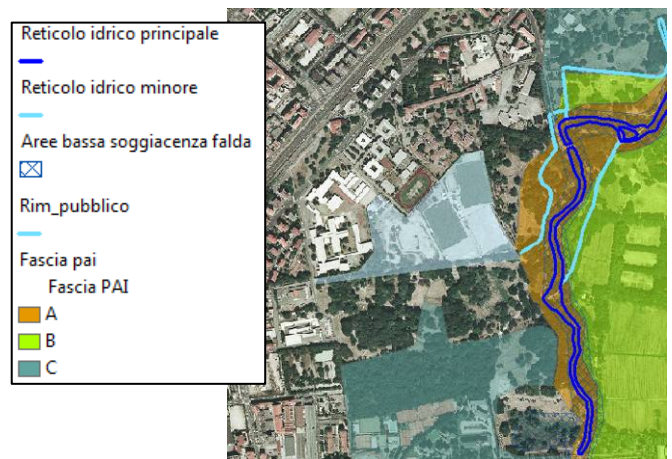 Reticolo idrico principale
Reticolo idrico minore
Aree bassa soggiacenza falda
Rim_pubblico
Fascia pai
Fascia PAI
A
B
C